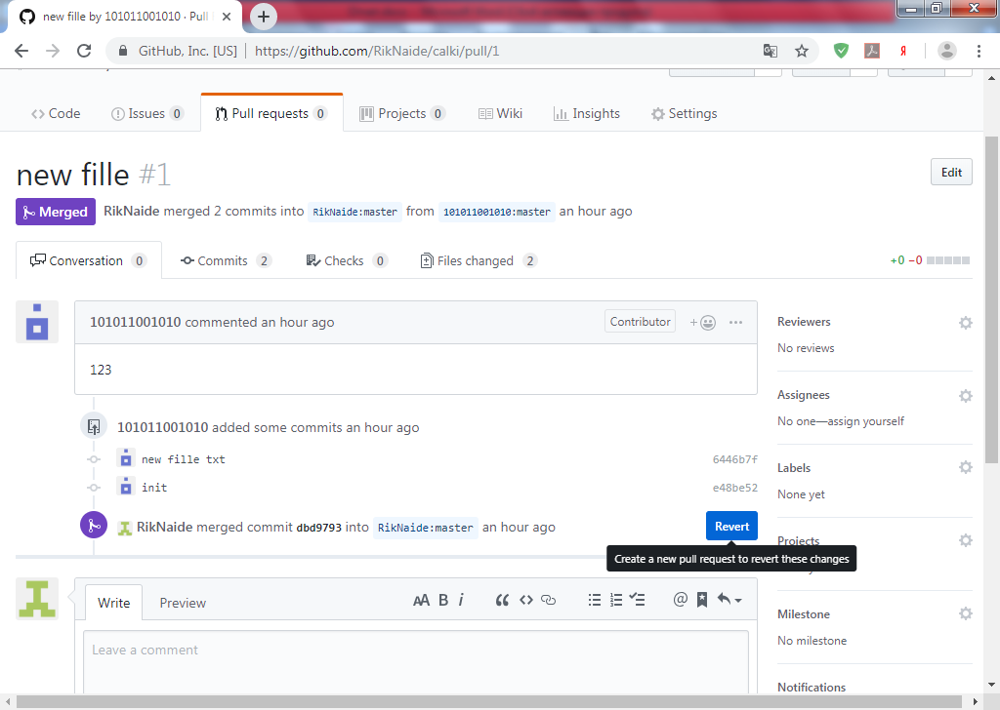 new fille by 101011001010 · Pull
GitHub, Inc. [US] https://github.com/RikNaide/calki/pull/1
Я
Code Issues 0 Pull requests 0 Projects 0 Wiki Insights Settings
new fille #1
Edit
Merged RikNaide merged 2 commits into RikNaide:master from 101011001010:master an hour ago
Conversation 0 Commits 2 Checks 0 Files changed 2 +0 −0
101011001010 commented an hour ago Contributor
123
101011001010 added some commits an hour ago
new fille txt 6446b7f
init e48be52
RikNaide merged commit dbd9793 into RikNaide:master an hour ago Revert
Create a new pull request to revert these changes
Write Preview AA B i
Leave a comment
Reviewers
No reviews
Assignees
No one—assign yourself
Labels
None yet
Projects
Milestone
No milestone
Notifications